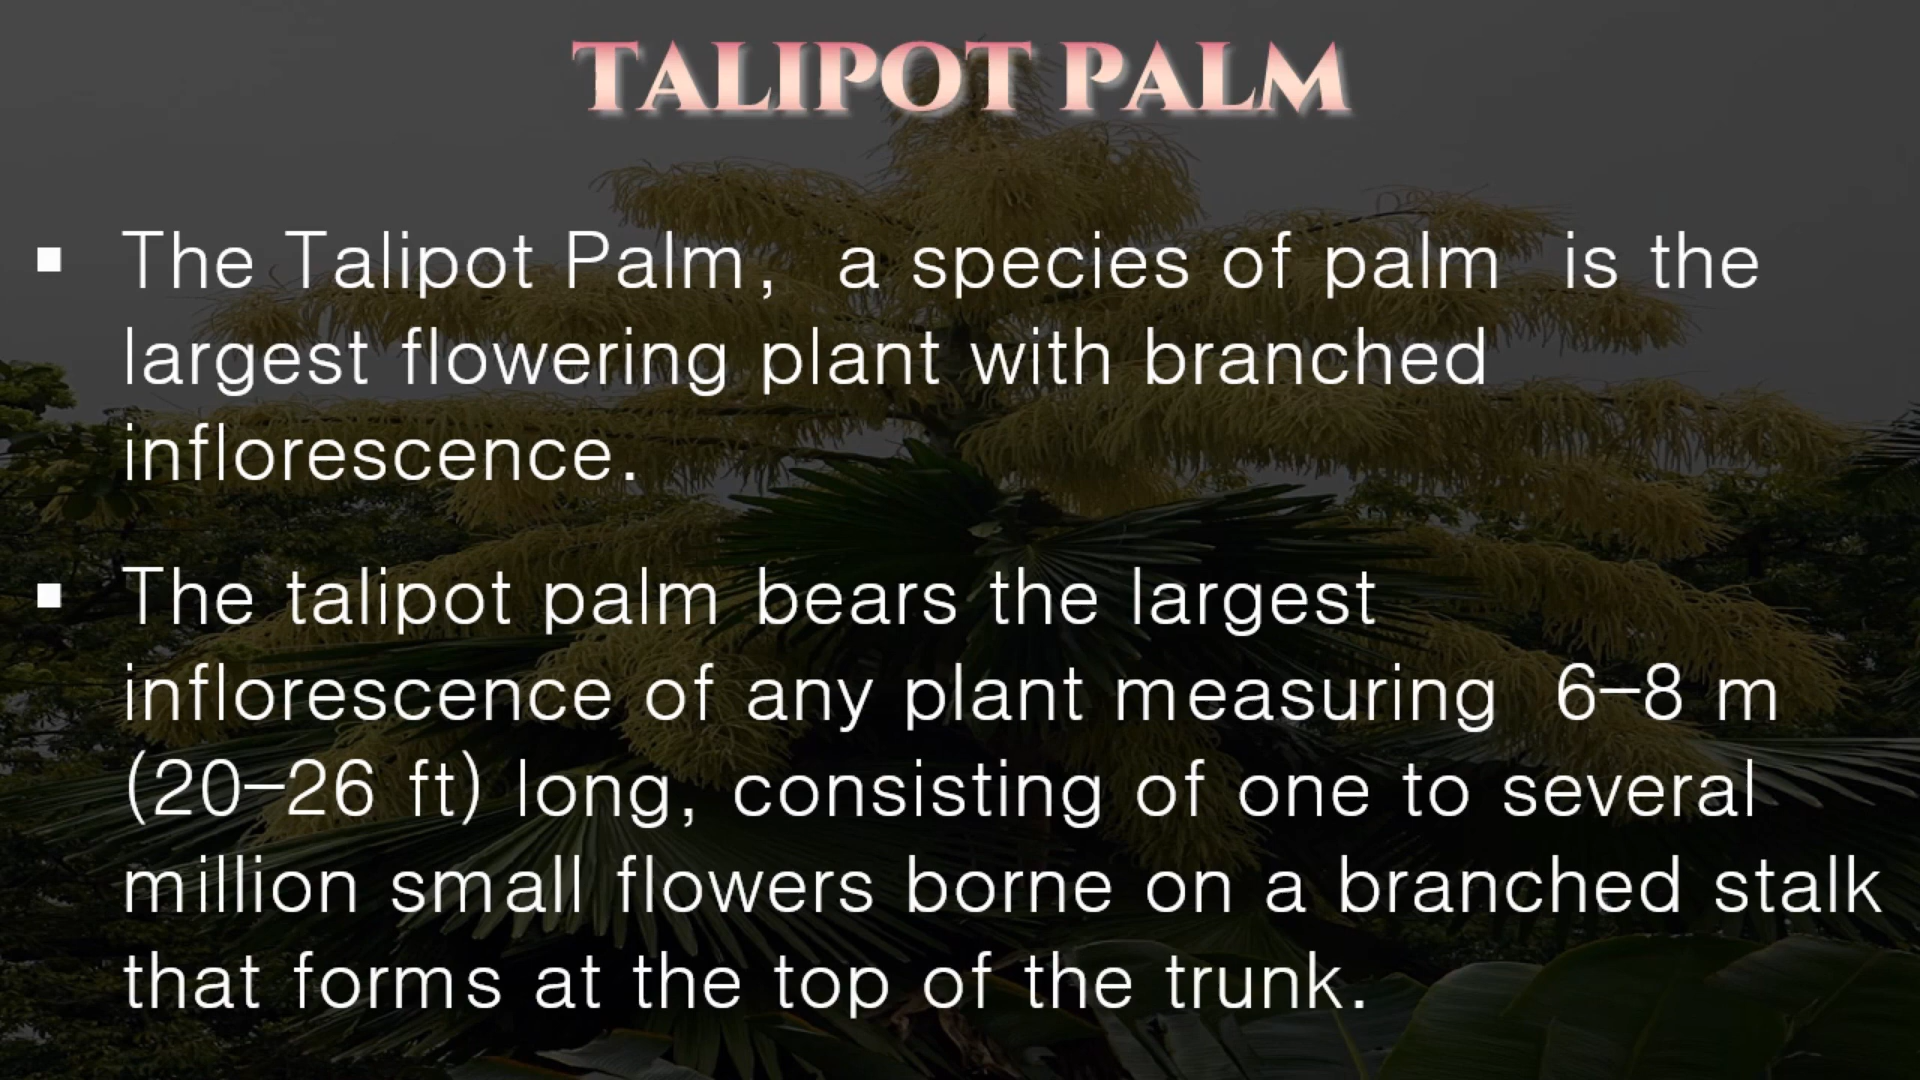 TALIPOT PALM
▪ The Talipot Palm, a species of palm is the
largest flowering plant with branched
inflorescence.
▪ The talipot palm bears the largest
inflorescence of any plant measuring 6–8 m
(20–26 ft) long, consisting of one to several
million small flowers borne on a branched stalk
that forms at the top of the trunk.